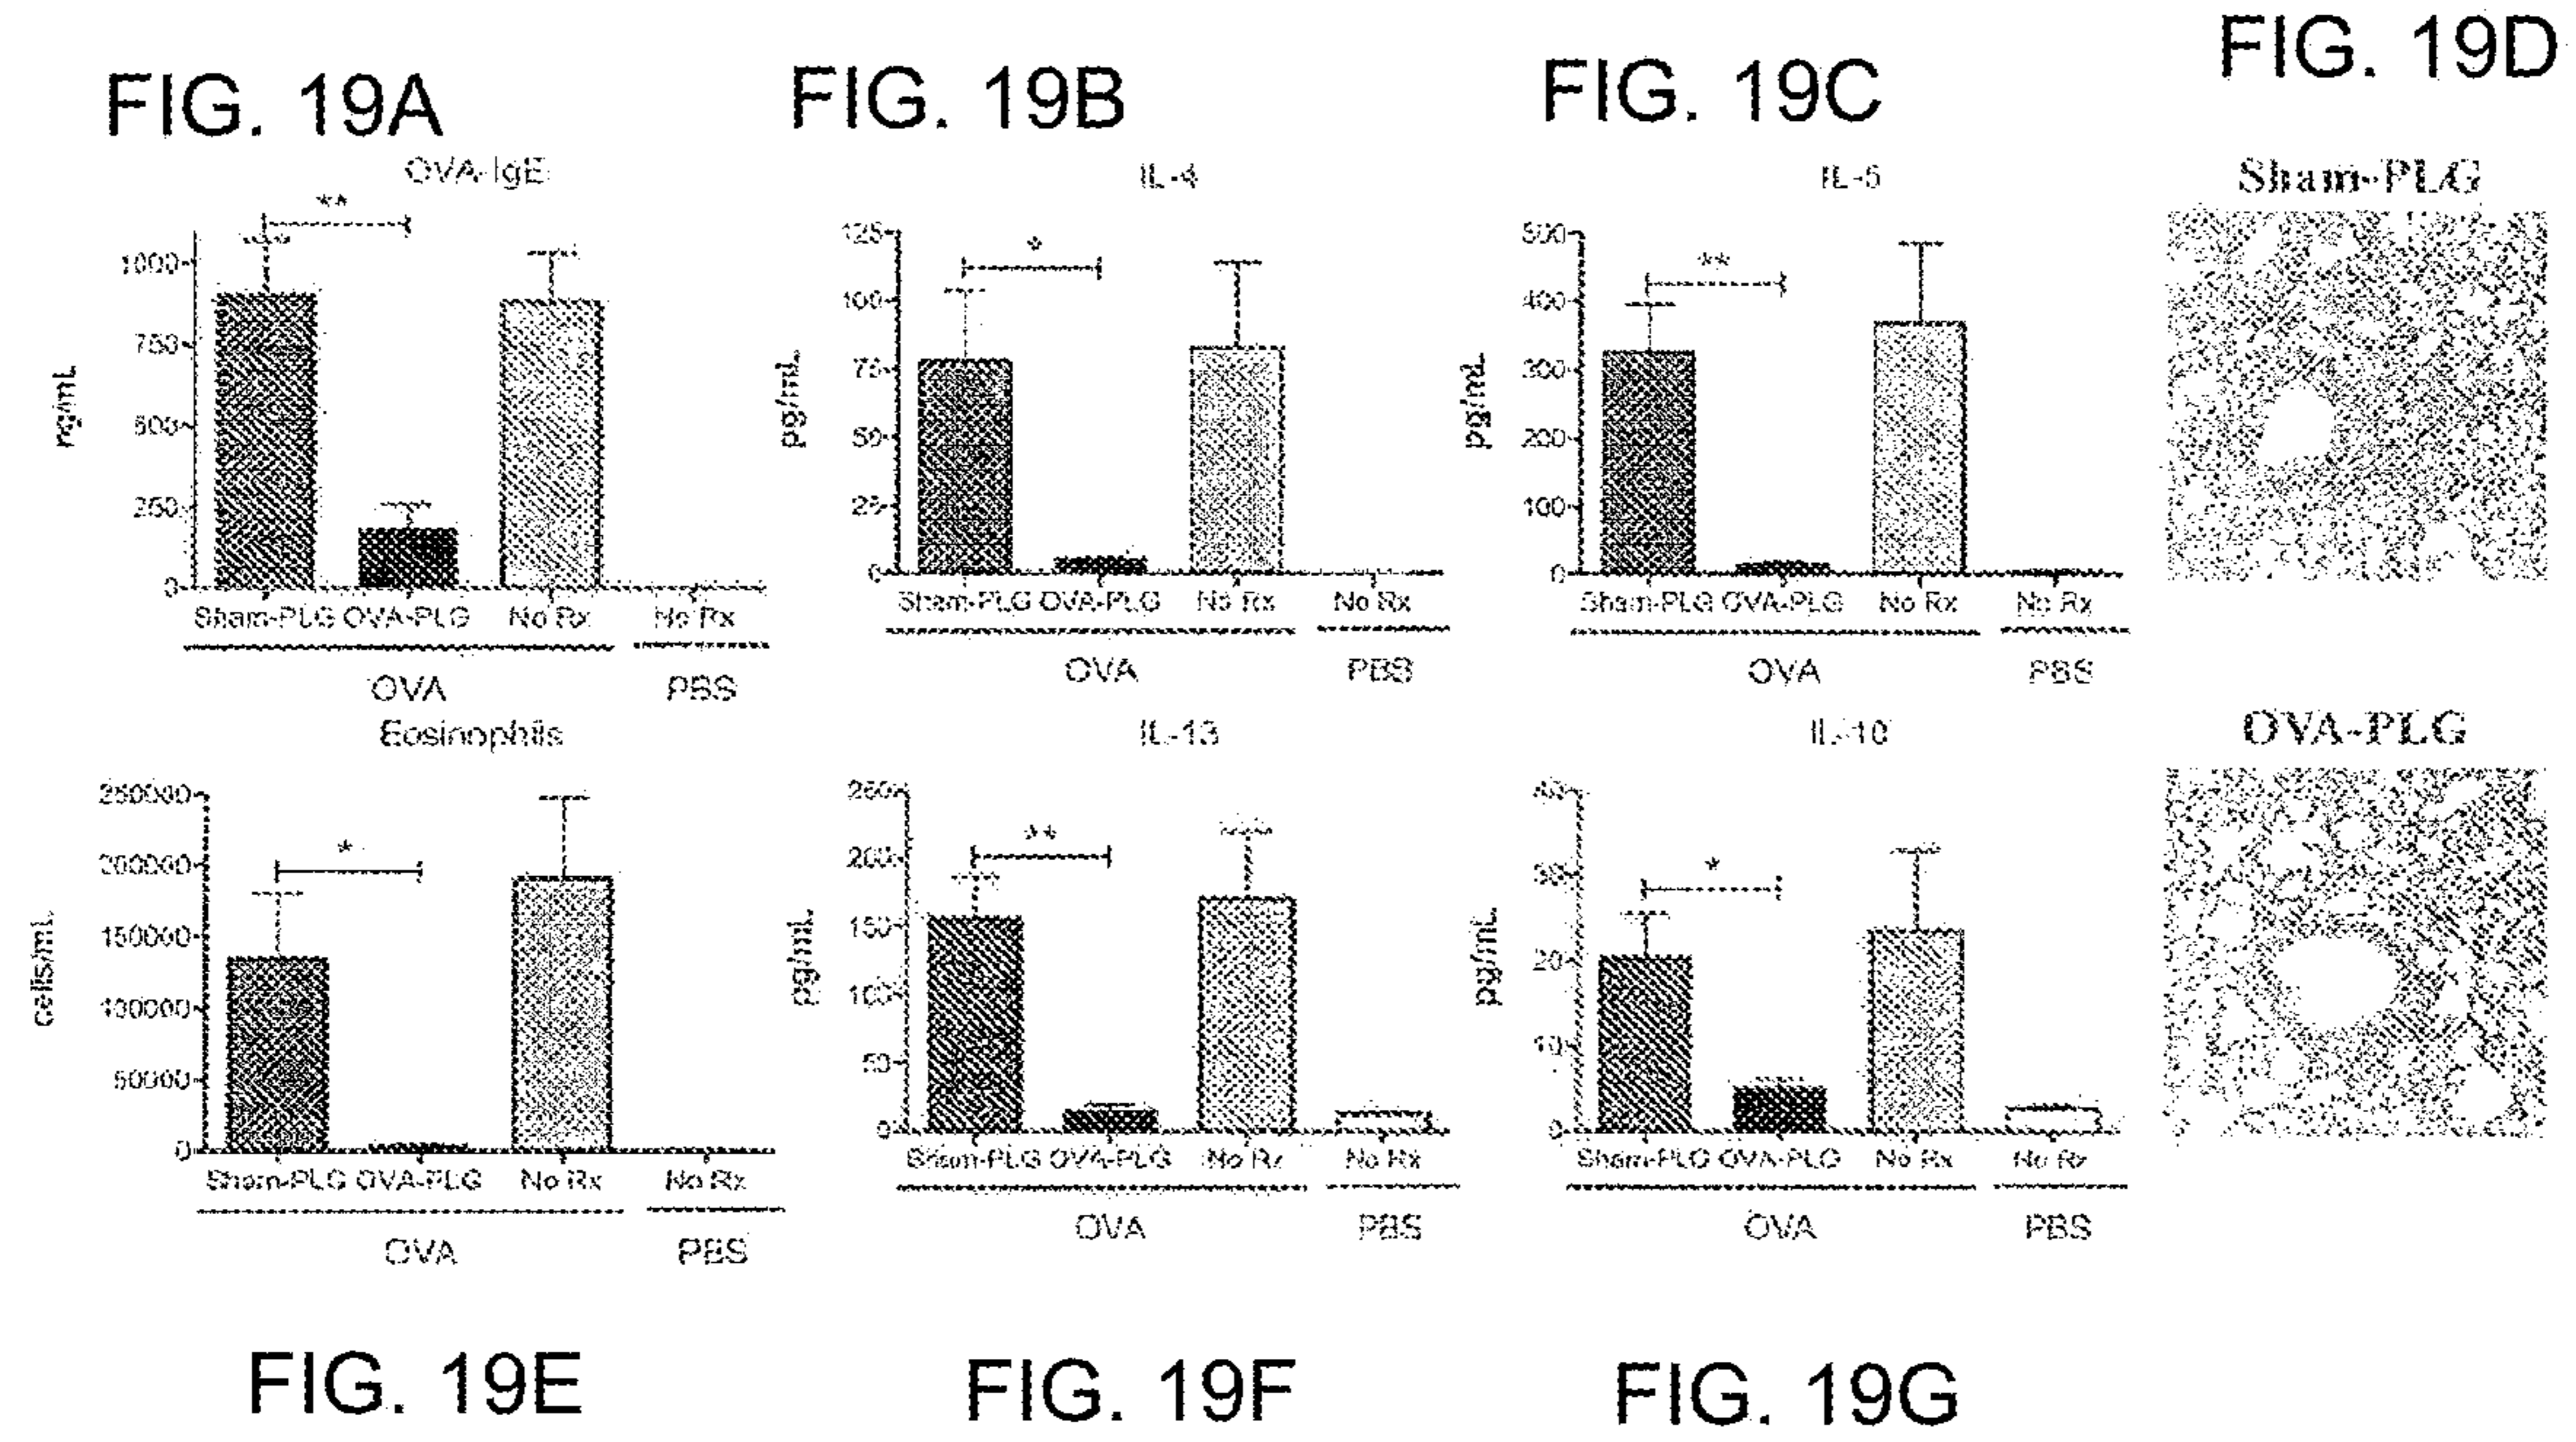 FIG. 19A
FIG. 19B
FIG. 19C
FIG. 19D
OVA-IgE
**
ng/mL
1000
750
500
250
0
Sham-PLG OVA-PLG No Rx No Rx
OVA PBS
IL-4
*
pg/mL
125
100
75
50
25
0
Sham-PLG OVA-PLG No Rx No Rx
OVA PBS
IL-5
**
pg/mL
500
400
300
200
100
0
Sham-PLG OVA-PLG No Rx No Rx
OVA PBS
Sham-PLG
Eosinophils
*
cells/mL
250000
200000
150000
100000
50000
0
Sham-PLG OVA-PLG No Rx No Rx
OVA PBS
IL-13
**
pg/mL
250
200
150
100
50
0
Sham-PLG OVA-PLG No Rx No Rx
OVA PBS
IL-10
*
pg/mL
40
30
20
10
0
Sham-PLG OVA-PLG No Rx No Rx
OVA PBS
OVA-PLG
FIG. 19E
FIG. 19F
FIG. 19G